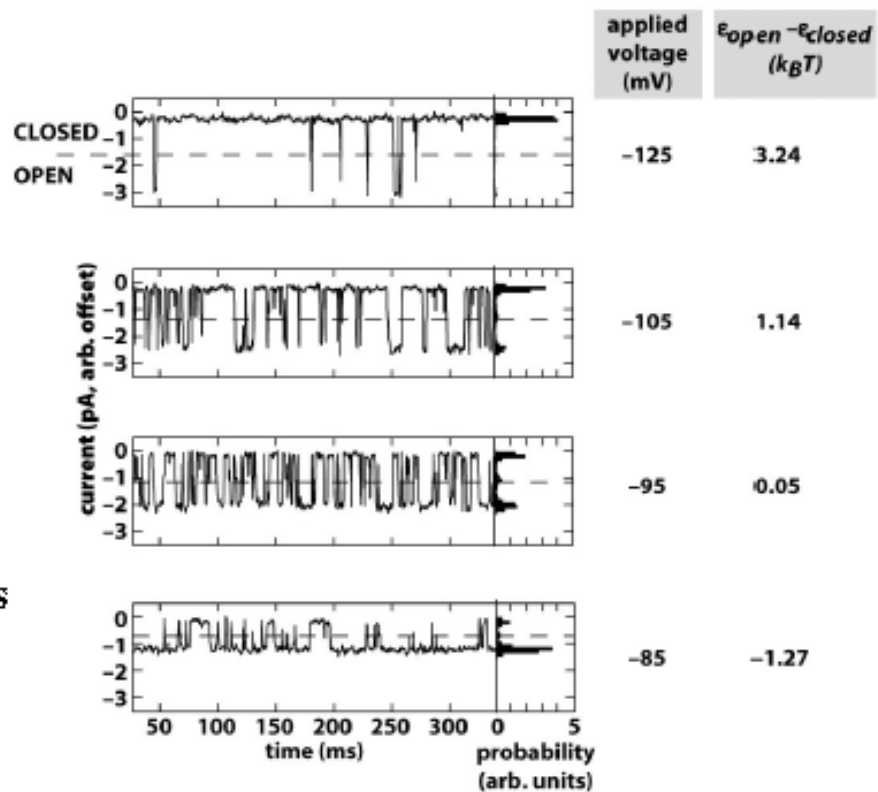 applied voltage (mV)
εopen –εclosed (kBT)
CLOSED
OPEN
0
–1
–2
–3
–125
3.24
current (pA, arb. offset)
0
–1
–2
–3
–105
1.14
0
–1
–2
–3
–95
0.05
s
0
–1
–2
–3
–85
–1.27
50 100 150 200 250 300 0 5
time (ms)
probability
(arb. units)